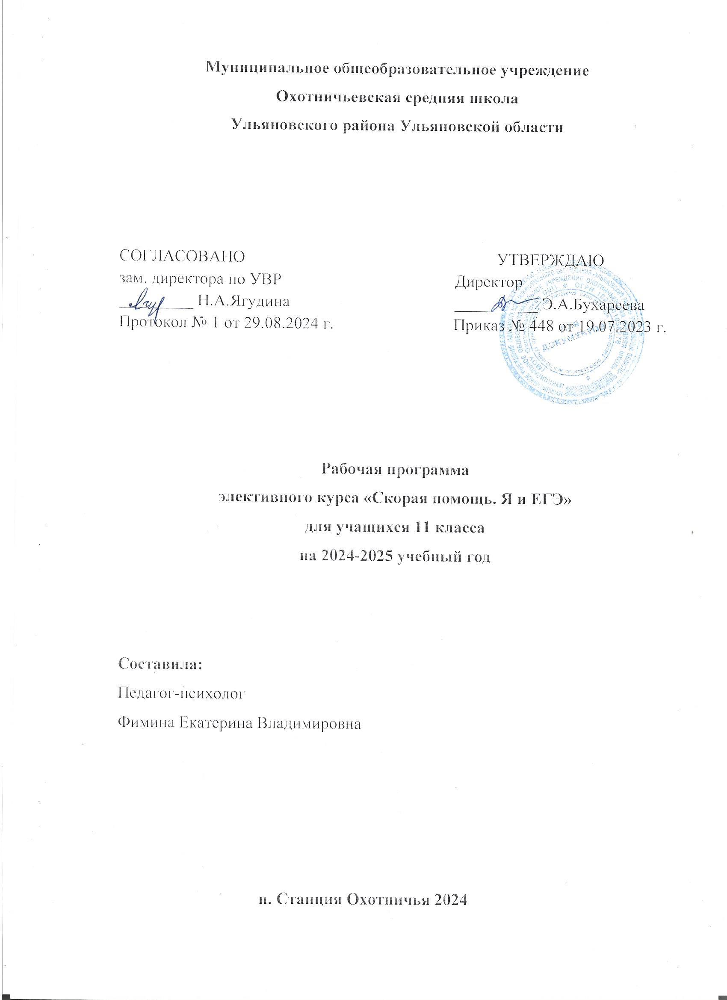 Муниципальное общеобразовательное учреждение
Охотничьевская средняя школа
Ульяновского района Ульяновской области
СОГЛАСОВАНО
зам. директора по УВР
Н.А.Ягудина
Протокол № 1 от 29.08.2024 г.
УТВЕРЖДАЮ
Директор
Э.А.Бухареева
Приказ № 448 от 19.07.2023 г.
ДОКУМЕНТОВ
Рабочая программа
элективного курса «Скорая помощь. Я и ЕГЭ»
для учащихся 11 класса
на 2024-2025 учебный год
Составила:
Педагог-психолог
Фимина Екатерина Владимировна
п. Станция Охотничья 2024